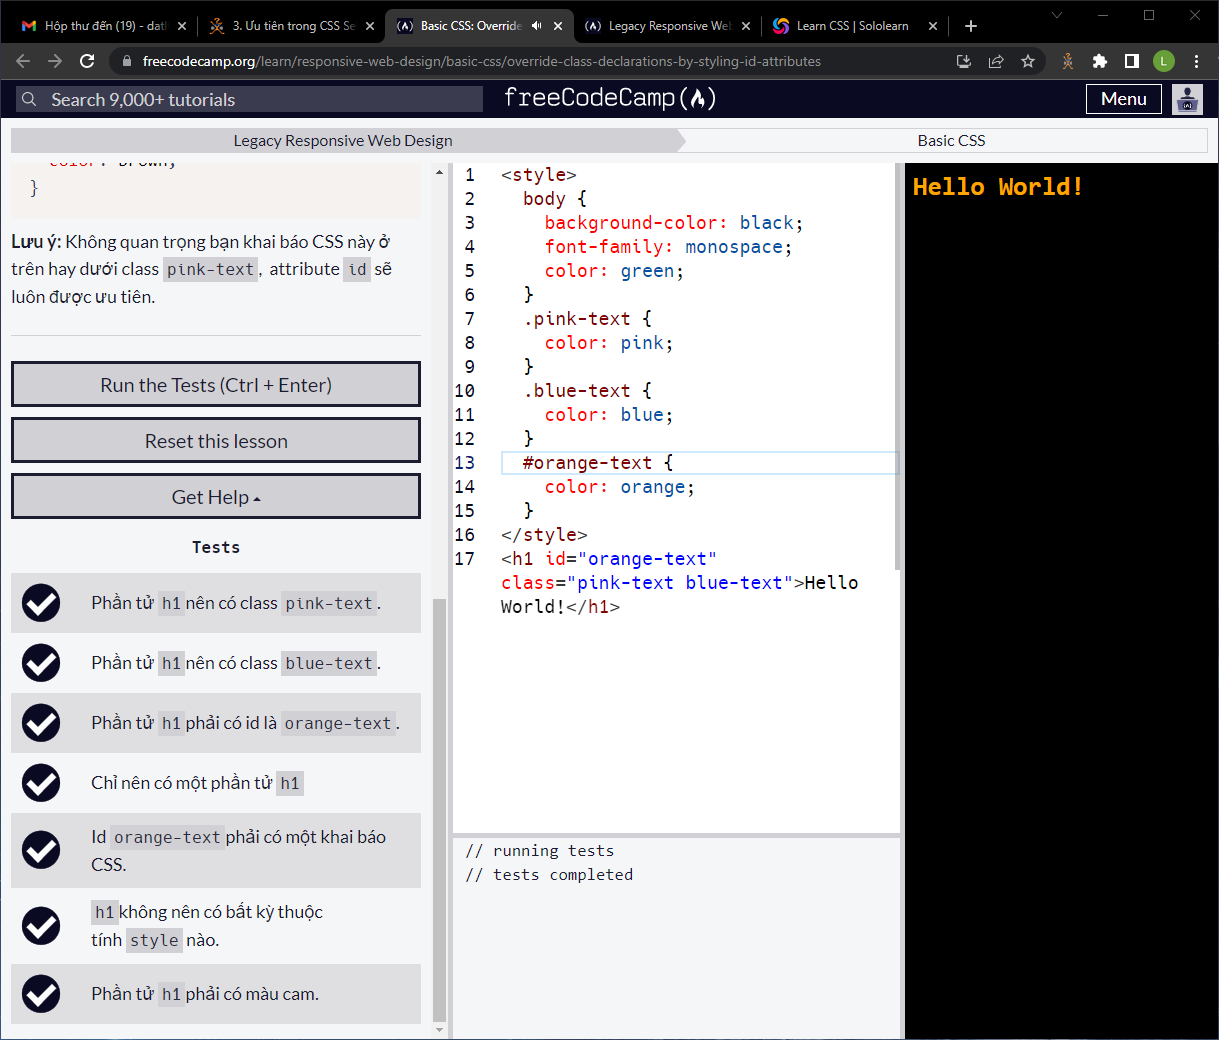 Hộp thư đến (19) - datl
3. Ưu tiên trong CSS Se
Basic CSS: Override
Legacy Responsive Web
Learn CSS | Sololearn
freecodecamp.org/learn/responsive-web-design/basic-css/override-class-declarations-by-styling-id-attributes
L
Search 9,000+ tutorials
freeCodeCamp(🔥)
Menu
Legacy Responsive Web Design
Basic CSS
color: brown;
}
Lưu ý: Không quan trọng bạn khai báo CSS này ở
trên hay dưới class pink-text, attribute id sẽ
luôn được ưu tiên.
Run the Tests (Ctrl + Enter)
Reset this lesson
Get Help
Tests
Phần tử h1 nên có class pink-text.
Phần tử h1 nên có class blue-text.
Phần tử h1 phải có id là orange-text.
Chỉ nên có một phần tử h1
Id orange-text phải có một khai báo
CSS.
h1 không nên có bất kỳ thuộc
tính style nào.
Phần tử h1 phải có màu cam.
1 <style>
2 body {
3 background-color: black;
4 font-family: monospace;
5 color: green;
6 }
7 .pink-text {
8 color: pink;
9 }
10 .blue-text {
11 color: blue;
12 }
13 #orange-text {
14 color: orange;
15 }
16 </style>
17 <h1 id="orange-text"
class="pink-text blue-text">Hello
World!</h1>
// running tests
// tests completed
Hello World!